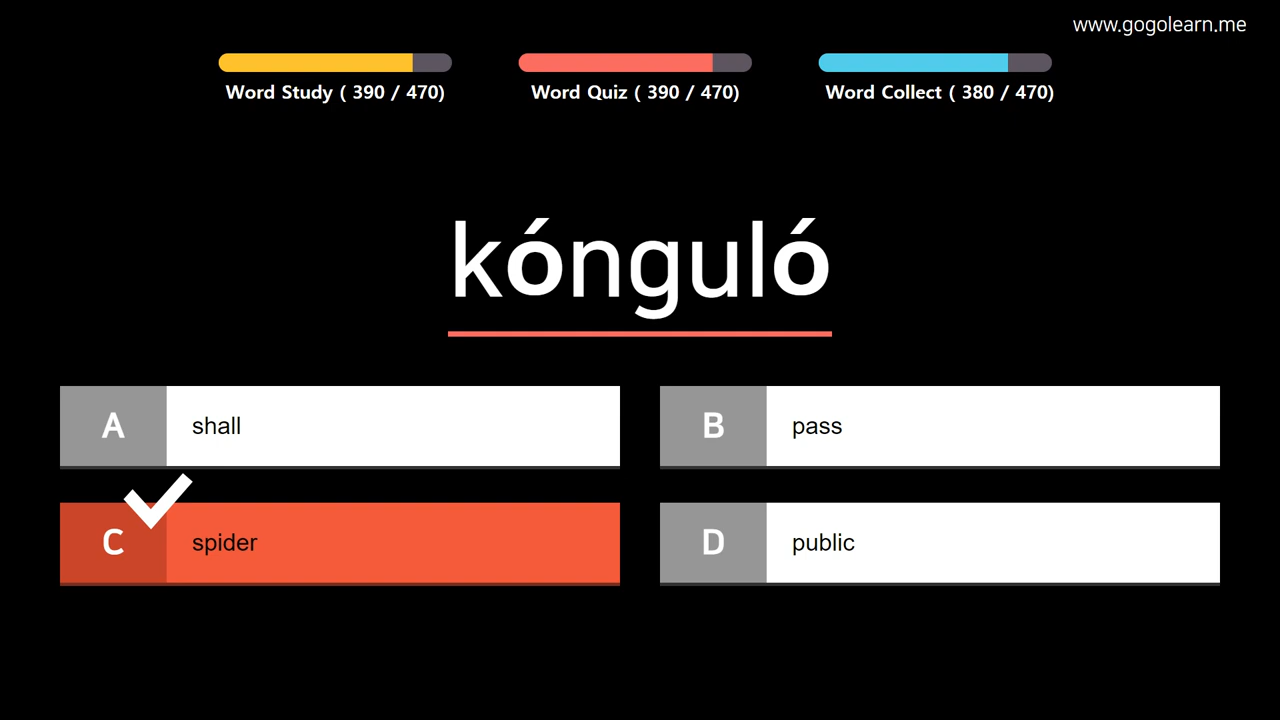 www.gogolearn.me
Word Study ( 390 / 470)
Word Quiz ( 390 / 470)
Word Collect ( 380 / 470)
kónguló
A shall
B pass
C spider
D public